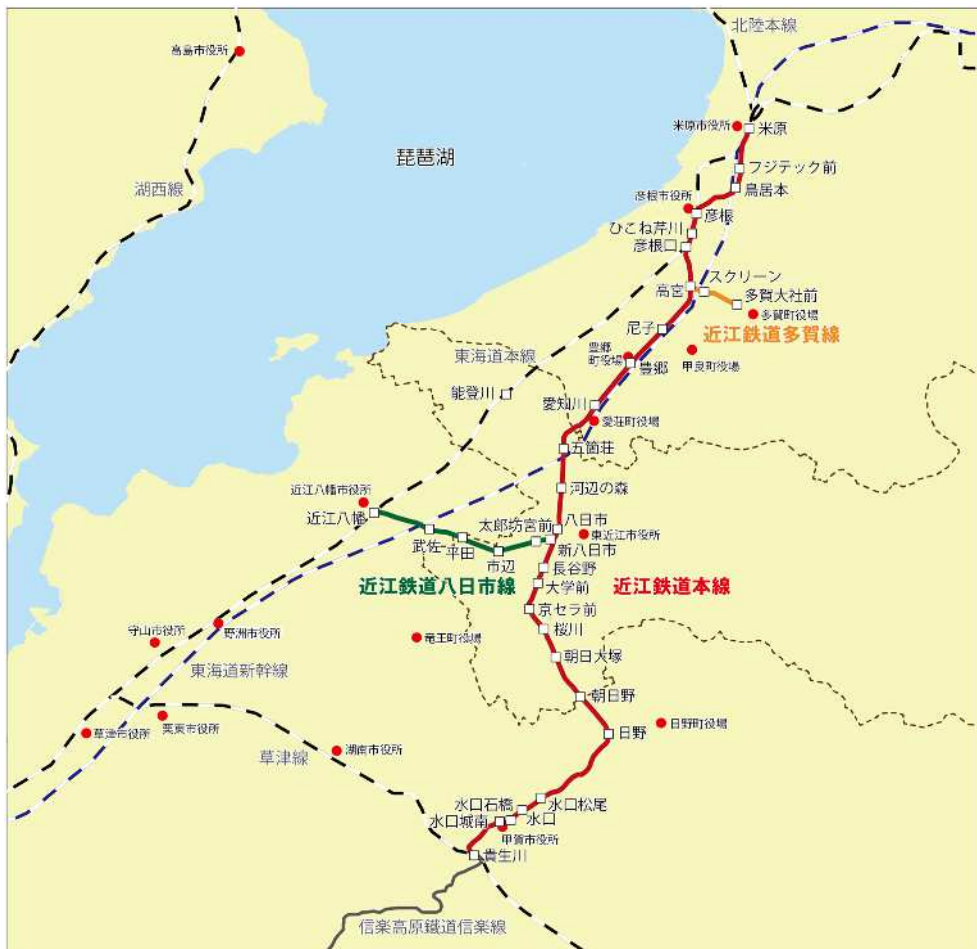 北陸本線
高島市役所
米原市役所
米原
琵琶湖
フジテック前
湖西線
鳥居本
彦根市役所
彦根
ひこね芹川
彦根口
スクリーン
高宮
多賀大社前
多賀町役場
尼子
近江鉄道多賀線
東海道本線
豊郷
町役場
豊郷
甲良町役場
能登川
愛知川
愛荘町役場
五箇荘
近江八幡市役所
河辺の森
近江八幡
太郎坊宮前
八日市
東近江市役所
武佐
平田
市辺
新八日市
長谷野
近江鉄道八日市線
大学前
近江鉄道本線
京セラ前
守山市役所
野洲市役所
桜川
竜王町役場
朝日大塚
東海道新幹線
朝日野
栗東市役所
日野町役場
草津市役所
日野
湖南市役所
草津線
水口石橋
水口松尾
水口城南
水口
甲賀市役所
貴生川
信楽高原鐵道信楽線